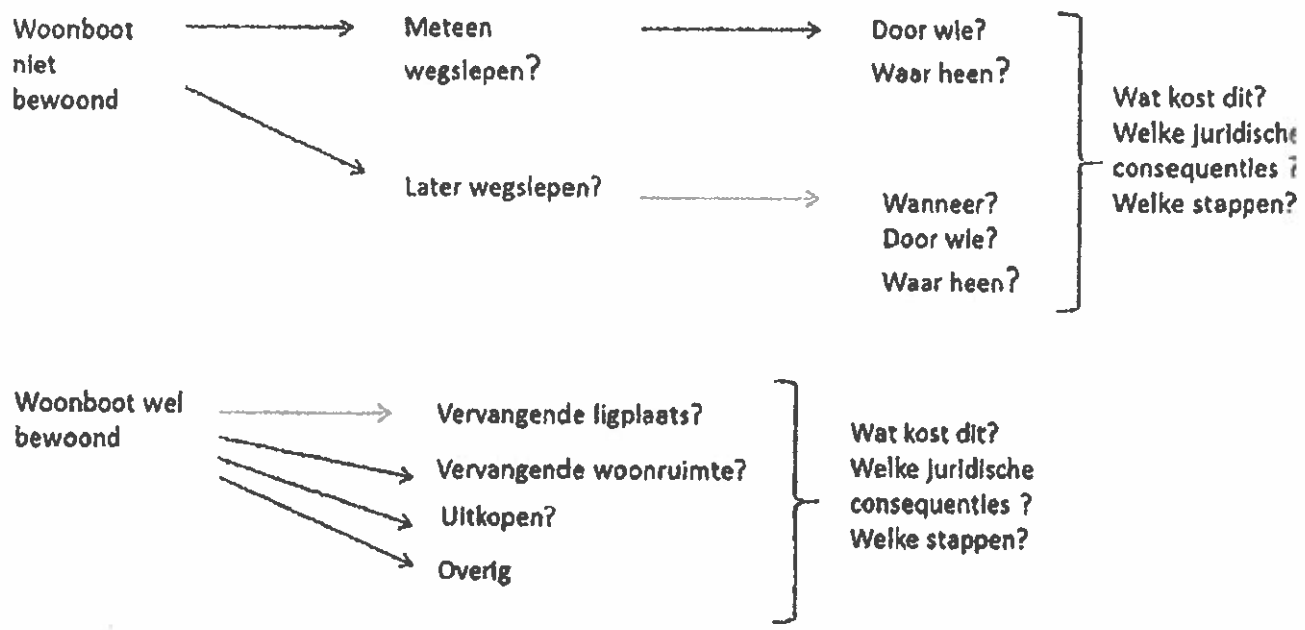 Woonboot
niet
bewoond
Meteen
wegslepen?
Door wie?
Waar heen?
Later wegslepen?
Wanneer?
Door wie?
Waar heen?
Wat kost dit?
Welke juridische
consequenties ?
Welke stappen?
Woonboot wel
bewoond
Vervangende ligplaats?
Vervangende woonruimte?
Uitkopen?
Overig
Wat kost dit?
Welke juridische
consequenties ?
Welke stappen?